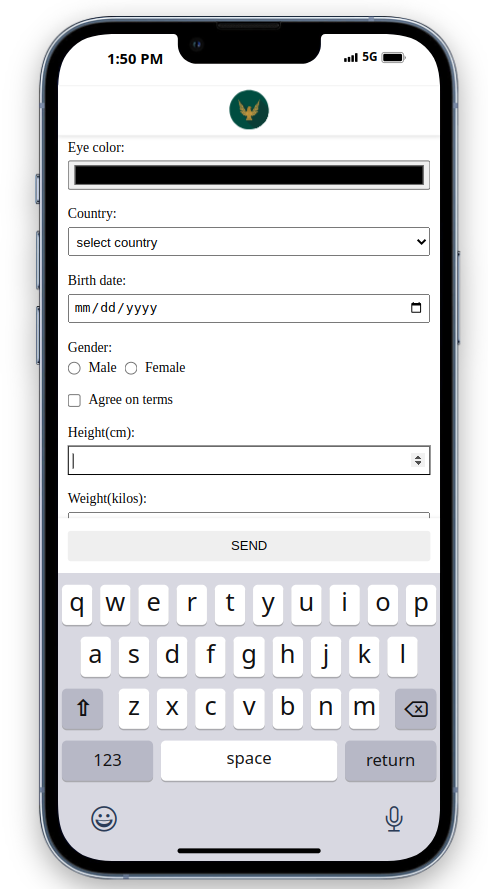 1:50 PM 5G
Eye color:
Country:
select country
Birth date:
mm/dd/yyyy
Gender:
Male Female
Agree on terms
Height(cm):
Weight(kilos):
SEND
q w e r t y u i o p
a s d f g h j k l
z x c v b n m
123 space return